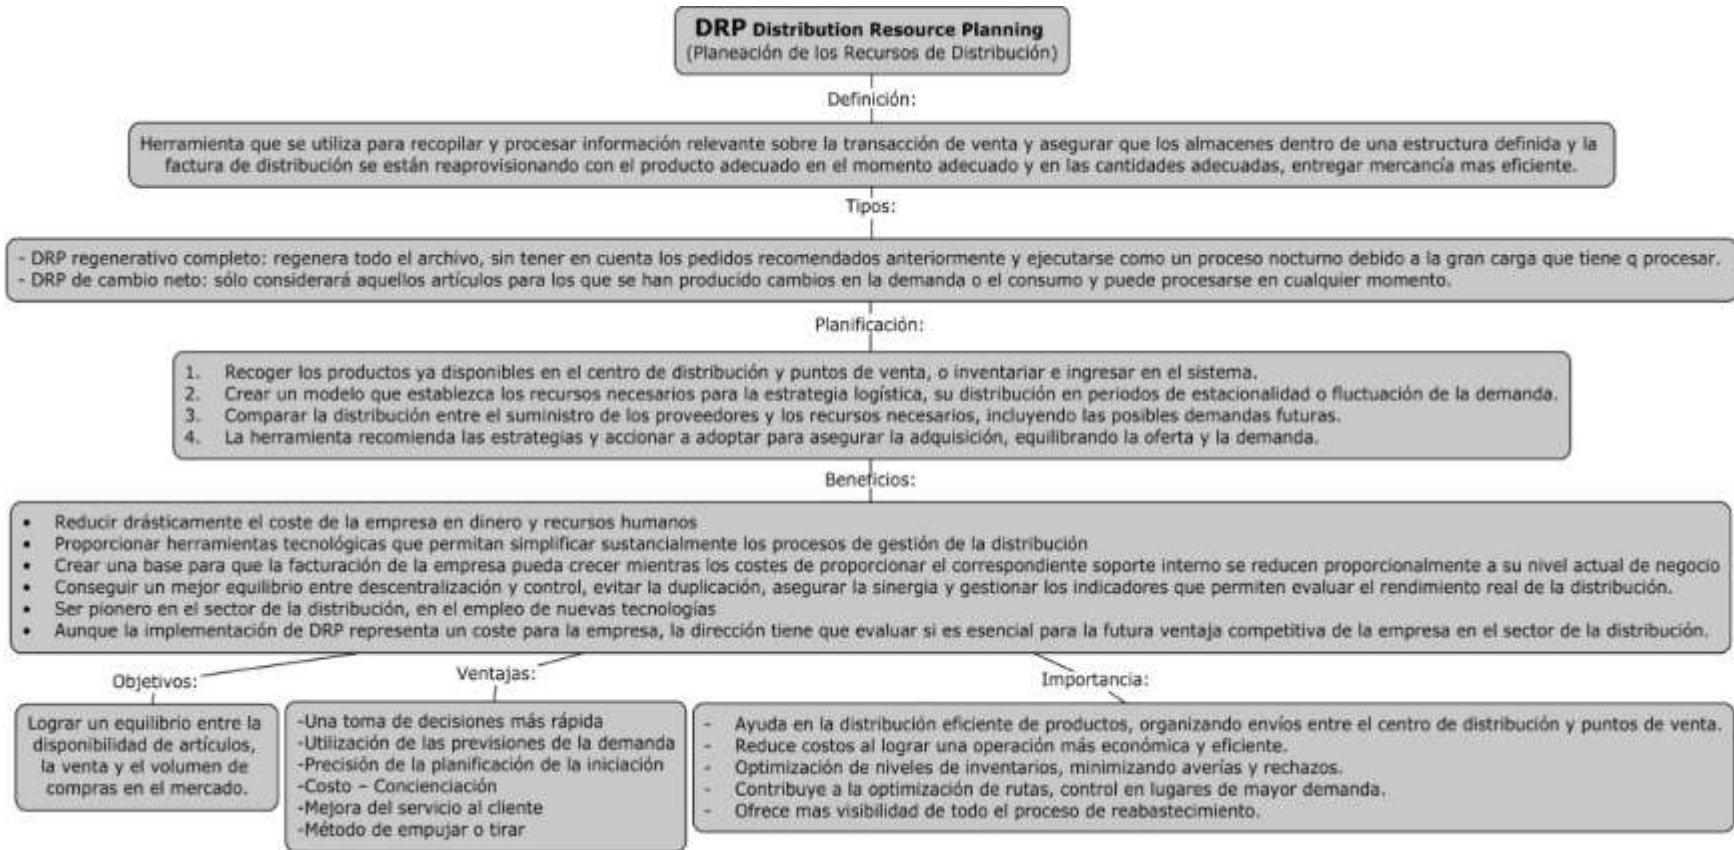 DRP Distribution Resource Planning
(Planeación de los Recursos de Distribución)
Definición:
Herramienta que se utiliza para recopilar y procesar información relevante sobre la transacción de venta y asegurar que los almacenes dentro de una estructura definida y la
factura de distribución se están reaprovisionando con el producto adecuado en el momento adecuado y en las cantidades adecuadas, entregar mercancía mas eficiente.
Tipos:
- DRP regenerativo completo: regenera todo el archivo, sin tener en cuenta los pedidos recomendados anteriormente y ejecutarse como un proceso nocturno debido a la gran carga que tiene q procesar.
- DRP de cambio neto: sólo considerará aquellos artículos para los que se han producido cambios en la demanda o el consumo y puede procesarse en cualquier momento.
Planificación:
1. Recoger los productos ya disponibles en el centro de distribución y puntos de venta, o inventariar e ingresar en el sistema.
2. Crear un modelo que establezca los recursos necesarios para la estrategia logística, su distribución en periodos de estacionalidad o fluctuación de la demanda.
3. Comparar la distribución entre el suministro de los proveedores y los recursos necesarios, incluyendo las posibles demandas futuras.
4. La herramienta recomienda las estrategias y accionar a adoptar para asegurar la adquisición, equilibrando la oferta y la demanda.
Beneficios:
• Reducir drásticamente el coste de la empresa en dinero y recursos humanos
• Proporcionar herramientas tecnológicas que permitan simplificar sustancialmente los procesos de gestión de la distribución
• Crear una base para que la facturación de la empresa pueda crecer mientras los costes de proporcionar el correspondiente soporte interno se reducen proporcionalmente a su nivel actual de negocio
• Conseguir un mejor equilibrio entre descentralización y control, evitar la duplicación, asegurar la sinergia y gestionar los indicadores que permiten evaluar el rendimiento real de la distribución.
• Ser pionero en el sector de la distribución, en el empleo de nuevas tecnologías
• Aunque la implementación de DRP representa un coste para la empresa, la dirección tiene que evaluar si es esencial para la futura ventaja competitiva de la empresa en el sector de la distribución.
Objetivos:
Lograr un equilibrio entre la
disponibilidad de artículos,
la venta y el volumen de
compras en el mercado.
Ventajas:
-Una toma de decisiones más rápida
-Utilización de las previsiones de la demanda
-Precisión de la planificación de la iniciación
-Costo – Concienciación
-Mejora del servicio al cliente
-Método de empujar o tirar
Importancia:
- Ayuda en la distribución eficiente de productos, organizando envíos entre el centro de distribución y puntos de venta.
- Reduce costos al lograr una operación más económica y eficiente.
- Optimización de niveles de inventarios, minimizando averías y rechazos.
- Contribuye a la optimización de rutas, control en lugares de mayor demanda.
- Ofrece mas visibilidad de todo el proceso de reabastecimiento.